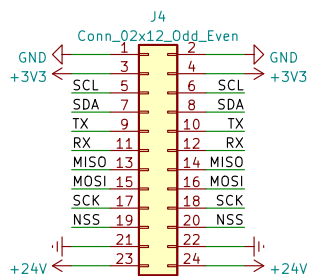 J4
Conn_02x12_Odd_Even
GND 1 2 GND
+3V3 3 4 +3V3
SCL 5 6 SCL
SDA 7 8 SDA
TX 9 10 TX
RX 11 12 RX
MISO 13 14 MISO
MOSI 15 16 MOSI
SCK 17 18 SCK
NSS 19 20 NSS
21 22
+24V 23 24 +24V